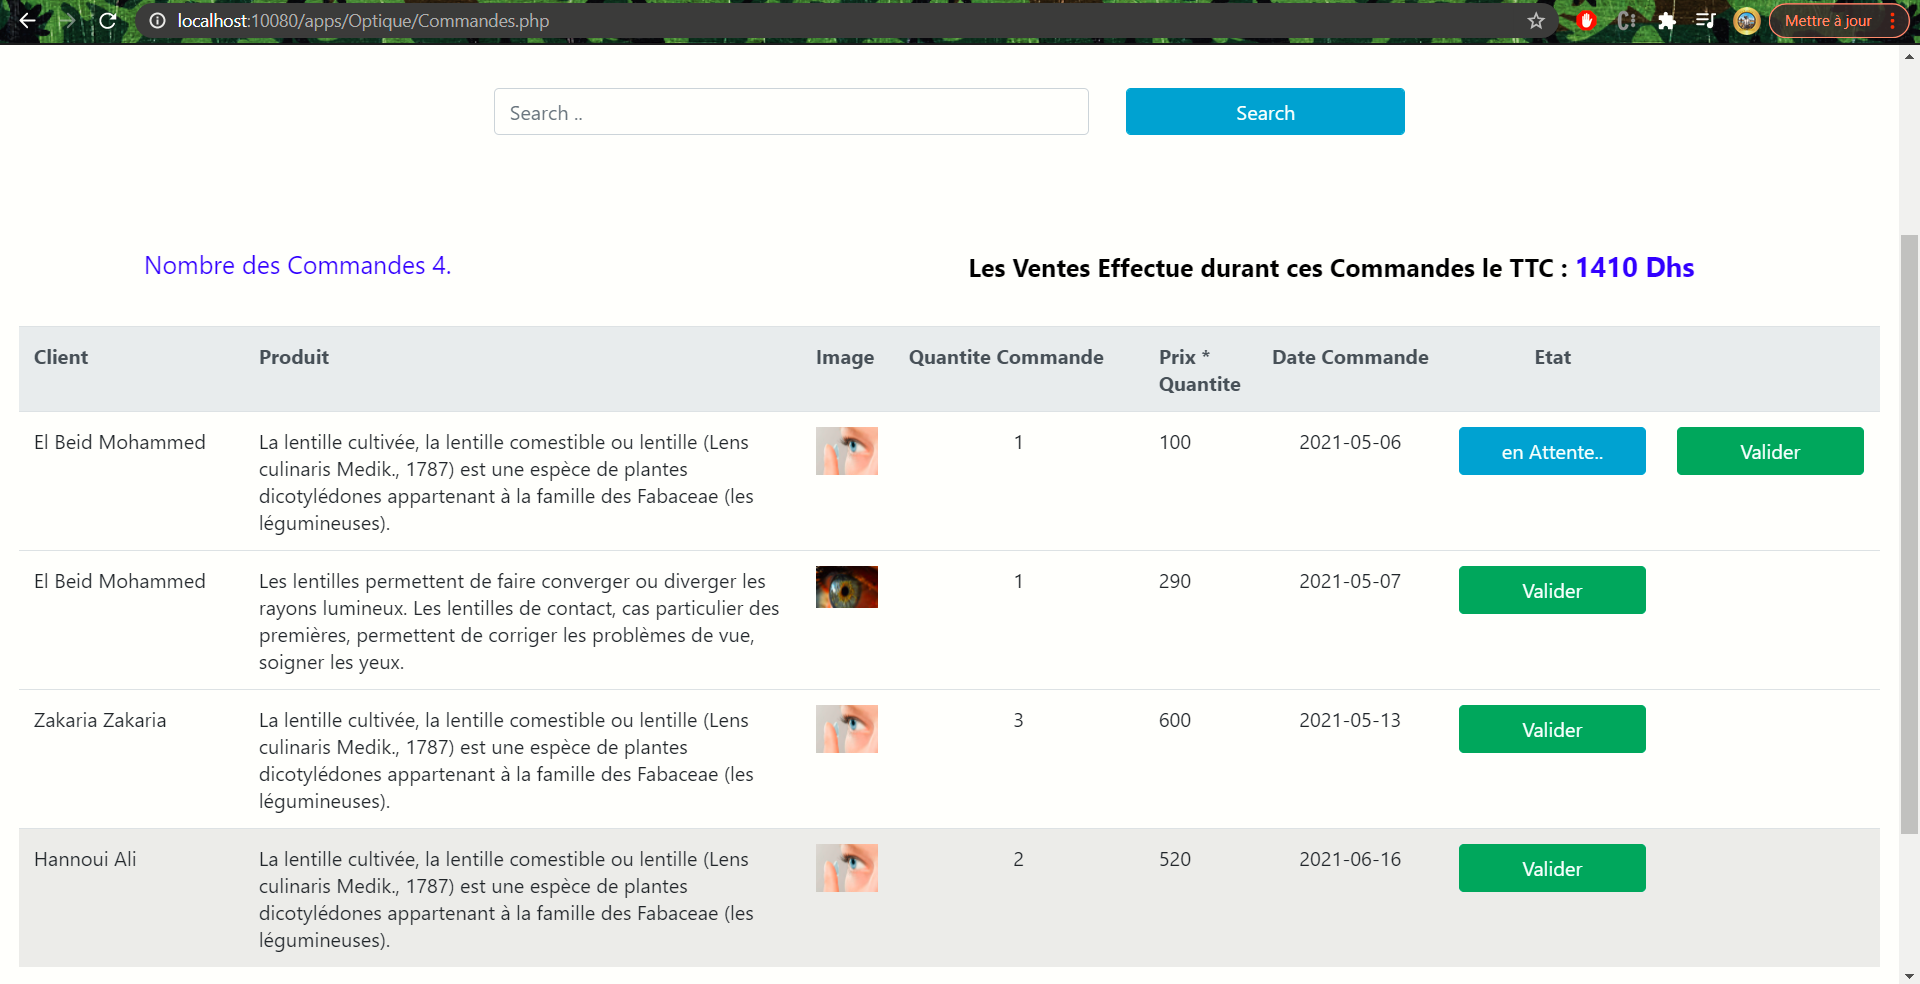 localhost:10080/apps/Optique/Commandes.php
Mettre à jour
Search ..
Search
Nombre des Commandes 4.
Les Ventes Effectue durant ces Commandes le TTC : 1410 Dhs
Client Produit Image Quantite Commande Prix * Date Commande Etat
Quantite
El Beid Mohammed La lentille cultivée, la lentille comestible ou lentille (Lens 1 100 2021-05-06 en Attente.. Valider
culinaris Medik., 1787) est une espèce de plantes
dicotylédones appartenant à la famille des Fabaceae (les
légumineuses).
El Beid Mohammed Les lentilles permettent de faire converger ou diverger les 1 290 2021-05-07 Valider
rayons lumineux. Les lentilles de contact, cas particulier des
premières, permettent de corriger les problèmes de vue,
soigner les yeux.
Zakaria Zakaria La lentille cultivée, la lentille comestible ou lentille (Lens 3 600 2021-05-13 Valider
culinaris Medik., 1787) est une espèce de plantes
dicotylédones appartenant à la famille des Fabaceae (les
légumineuses).
Hannoui Ali La lentille cultivée, la lentille comestible ou lentille (Lens 2 520 2021-06-16 Valider
culinaris Medik., 1787) est une espèce de plantes
dicotylédones appartenant à la famille des Fabaceae (les
légumineuses).